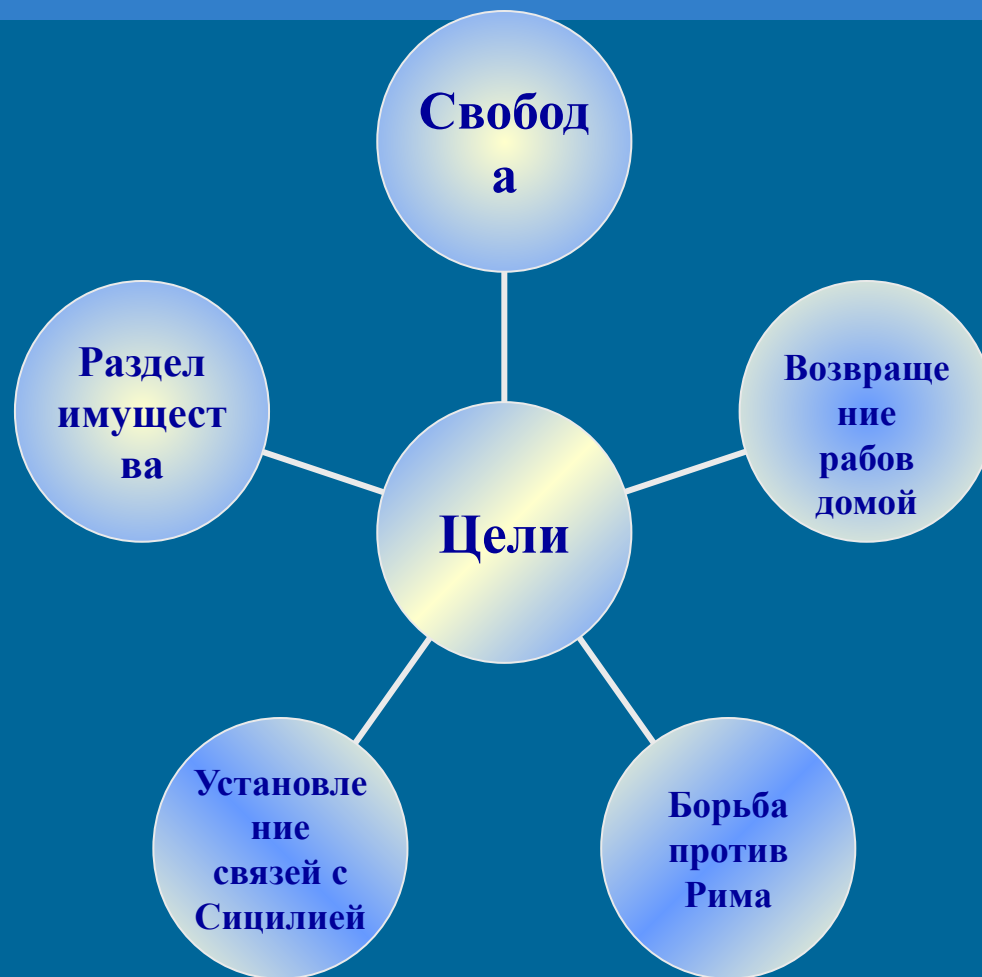 Свобод
а
Раздел
имущест
ва
Возвраще
ние
рабов
домой
Цели
Установле
ние
связей с
Сицилией
Борьба
против
Рима